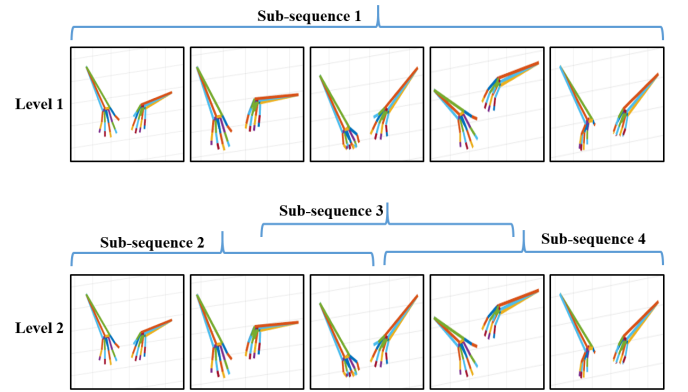 Sub-sequence 1
Level 1
Sub-sequence 3
Sub-sequence 2
Sub-sequence 4
Level 2